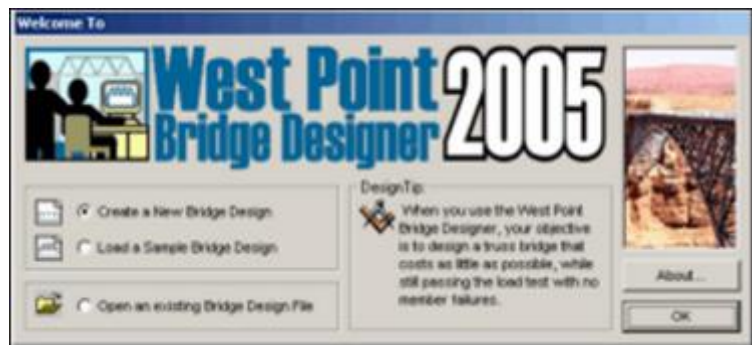 Welcome To
West Point
Bridge Designer
2005
Create a New Bridge Design
Load a Sample Bridge Design
Open an existing Bridge Design File
Design Tip:
When you use the West Point
Bridge Designer, your objective
is to design a truss bridge that
costs as little as possible, while
still passing the load test with no
member failures.
About...
OK